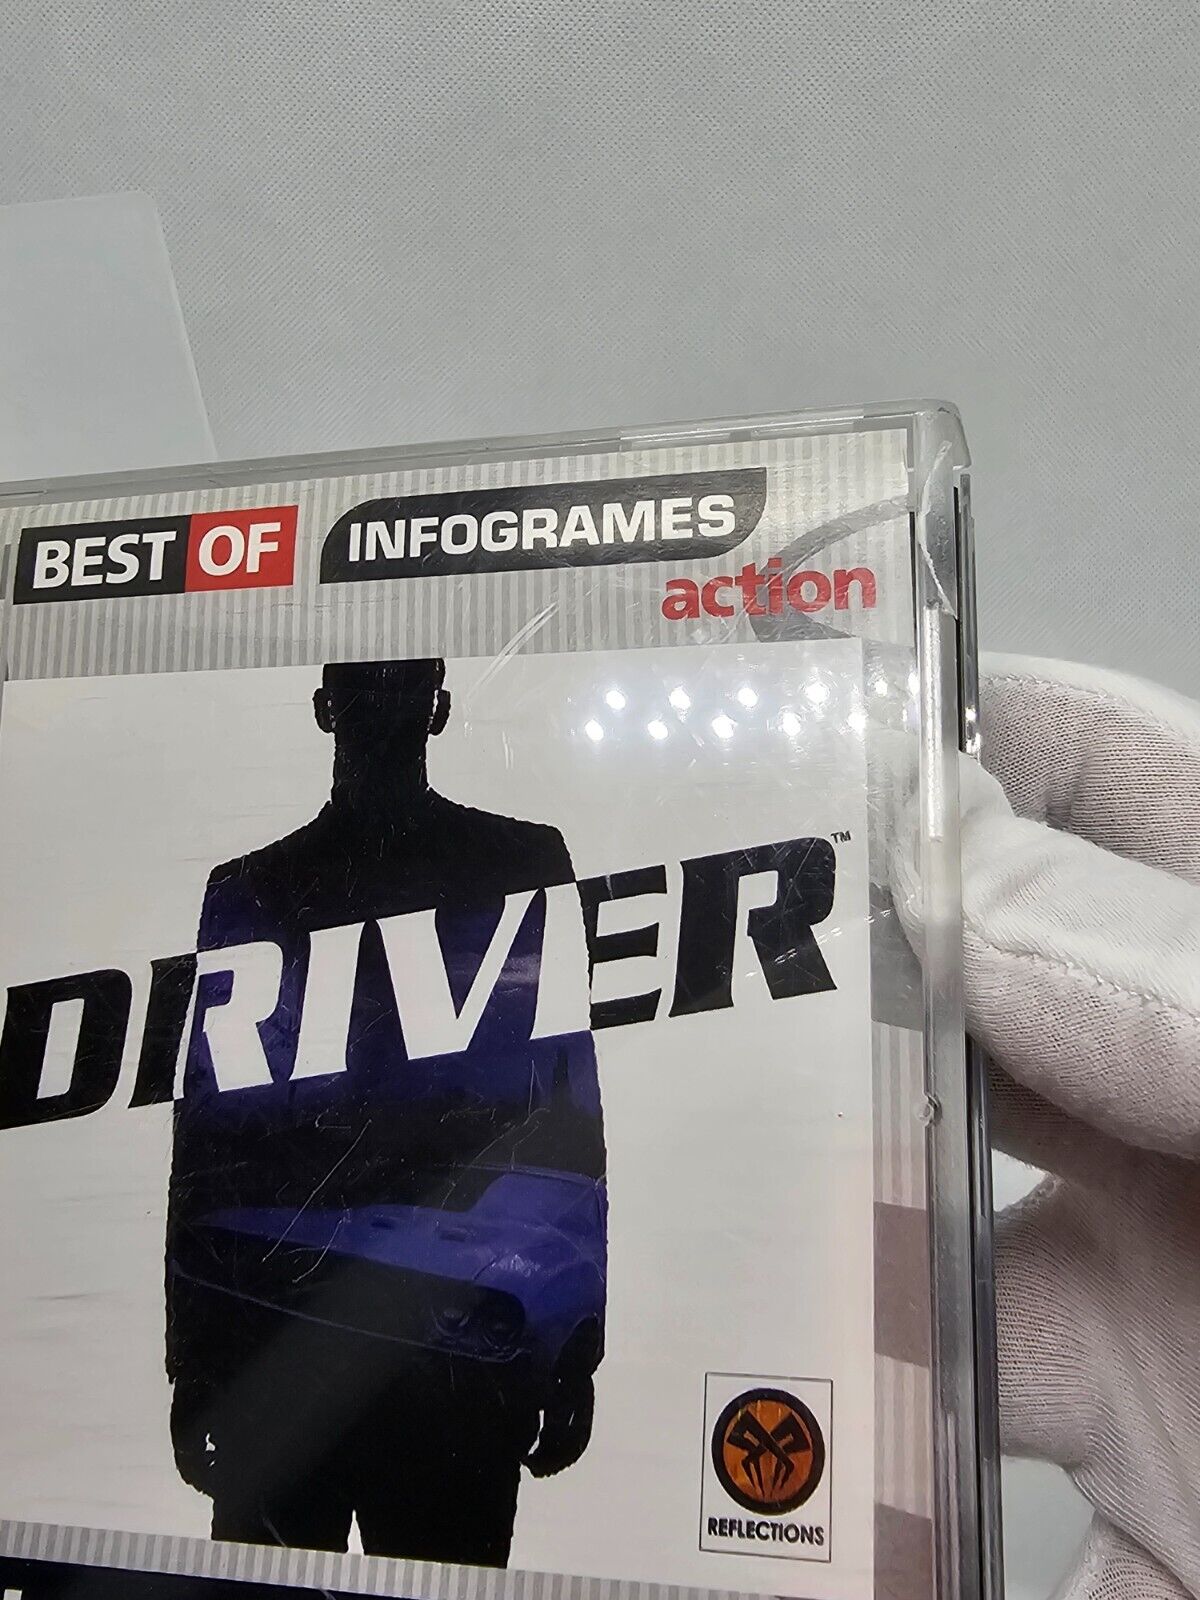 BEST OF INFOGRAMES
action
DRIVER™
REFLECTIONS